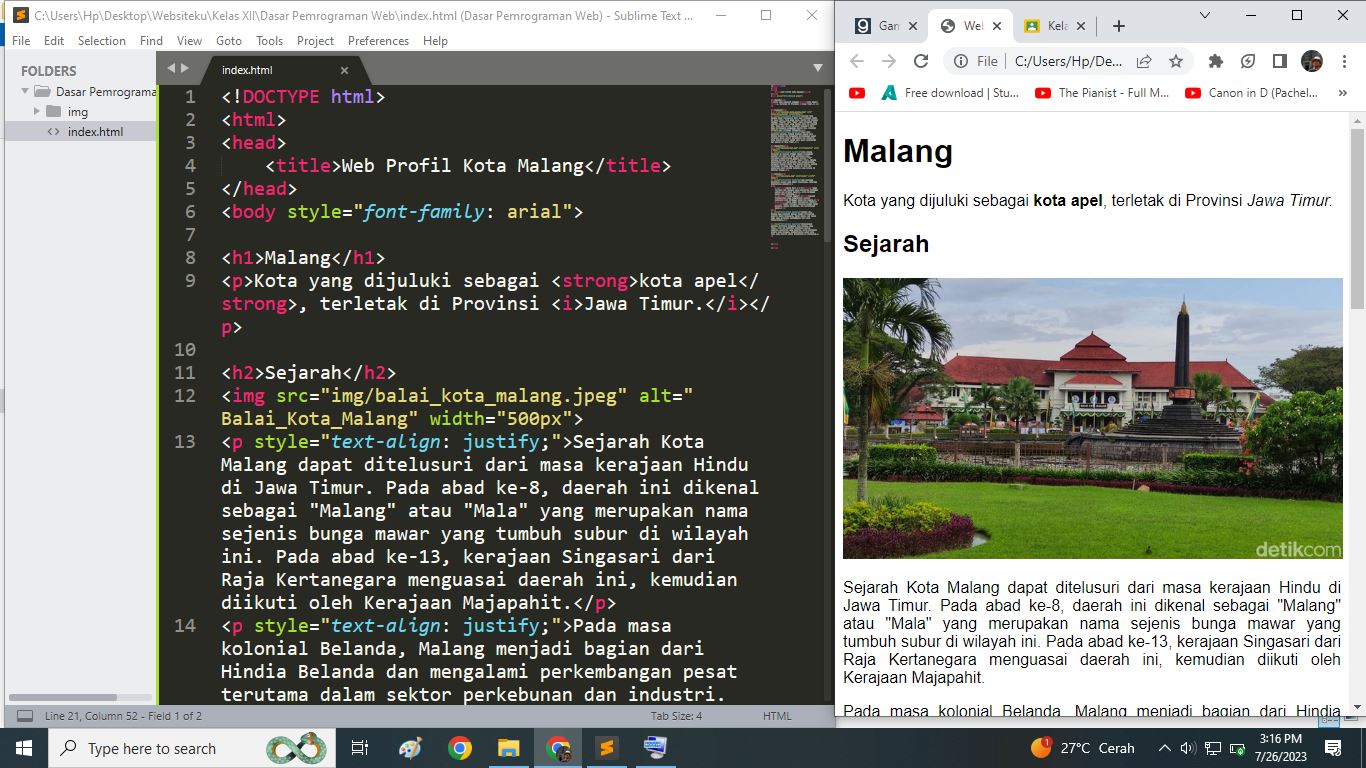 C:\Users\Hp\Desktop\Websiteku\Kelas XII\Dasar Pemrograman Web\index.html (Dasar Pemrograman Web) - Sublime Text ...
File Edit Selection Find View Goto Tools Project Preferences Help
FOLDERS
Dasar Pemrograma
img
index.html
index.html
1 <!DOCTYPE html>
2 <html>
3 <head>
4 <title>Web Profil Kota Malang</title>
5 </head>
6 <body style="font-family: arial">
7
8 <h1>Malang</h1>
9 <p>Kota yang dijuluki sebagai <strong>kota apel</
strong>, terletak di Provinsi <i>Jawa Timur.</i></
p>
10
11 <h2>Sejarah</h2>
12 <img src="img/balai_kota_malang.jpeg" alt="
Balai_Kota_Malang" width="500px">
13 <p style="text-align: justify;">Sejarah Kota
Malang dapat ditelusuri dari masa kerajaan Hindu
di Jawa Timur. Pada abad ke-8, daerah ini dikenal
sebagai "Malang" atau "Mala" yang merupakan nama
sejenis bunga mawar yang tumbuh subur di wilayah
ini. Pada abad ke-13, kerajaan Singasari dari
Raja Kertanegara menguasai daerah ini, kemudian
diikuti oleh Kerajaan Majapahit.</p>
14 <p style="text-align: justify;">Pada masa
kolonial Belanda, Malang menjadi bagian dari
Hindia Belanda dan mengalami perkembangan pesat
terutama dalam sektor perkebunan dan industri.
Line 21, Column 52 - Field 1 of 2 Tab Size: 4 HTML
Gan Wel Kela
File C:/Users/Hp/De...
Free download | Stu... The Pianist - Full M... Canon in D (Pachel... »
Malang
Kota yang dijuluki sebagai kota apel, terletak di Provinsi Jawa Timur.
Sejarah
detikcom
Sejarah Kota Malang dapat ditelusuri dari masa kerajaan Hindu di
Jawa Timur. Pada abad ke-8, daerah ini dikenal sebagai "Malang"
atau "Mala" yang merupakan nama sejenis bunga mawar yang
tumbuh subur di wilayah ini. Pada abad ke-13, kerajaan Singasari dari
Raja Kertanegara menguasai daerah ini, kemudian diikuti oleh
Kerajaan Majapahit.
Pada masa kolonial Belanda, Malang menjadi bagian dari Hindia
Type here to search
1 27°C Cerah
3:16 PM
7/26/2023